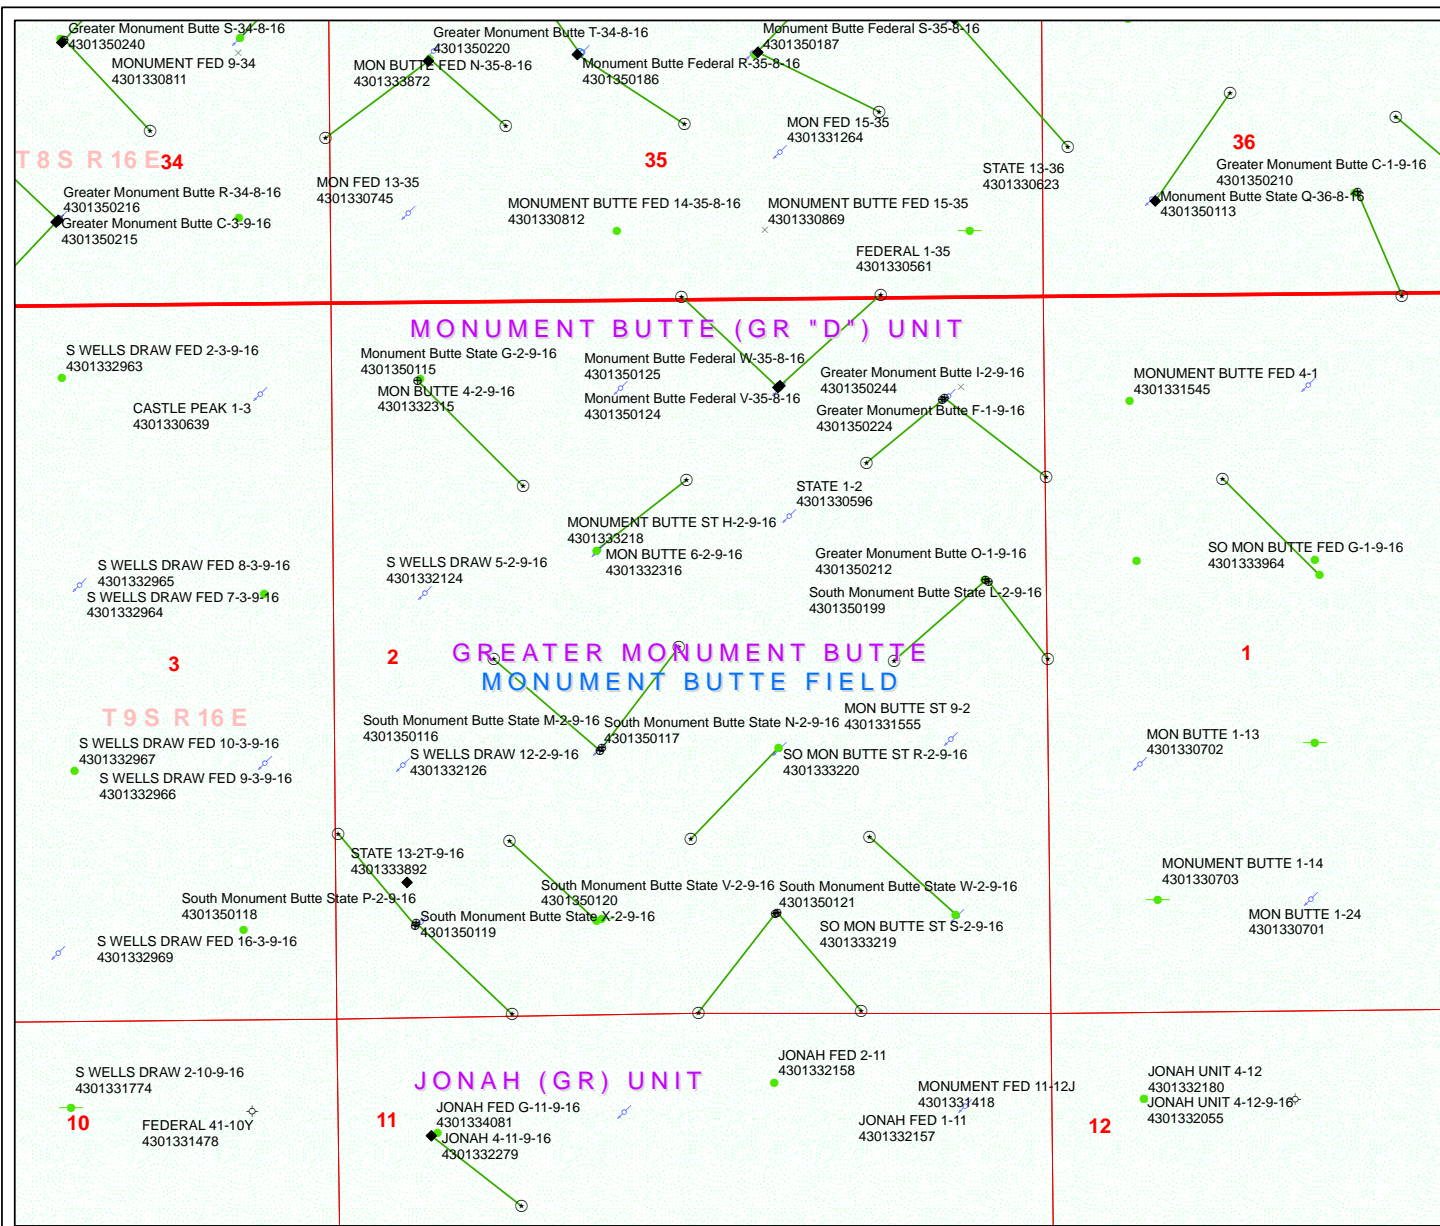 Greater Monument Butte S-34-8-16
4301350240
MONUMENT FED 9-34
4301330811
Greater Monument Butte T-34-8-16
4301350220
MON BUTTE FED N-35-8-16
4301333872
Monument Butte Federal R-35-8-16
4301350186
Monument Butte Federal S-35-8-16
4301350187
MON FED 15-35
4301331264
36
T 8 S R 16 E
34
35
STATE 13-36
4301330623
Greater Monument Butte C-1-9-16
4301350210
Monument Butte State Q-36-8-16
4301350113
Greater Monument Butte R-34-8-16
4301350216
Greater Monument Butte C-3-9-16
4301350215
MON FED 13-35
4301330745
MONUMENT BUTTE FED 14-35-8-16
4301330812
MONUMENT BUTTE FED 15-35
4301330869
FEDERAL 1-35
4301330561
MONUMENT BUTTE (GR "D") UNIT
S WELLS DRAW FED 2-3-9-16
4301332963
CASTLE PEAK 1-3
4301330639
Monument Butte State G-2-9-16
4301350115
MON BUTTE 4-2-9-16
4301332315
Monument Butte Federal W-35-8-16
4301350125
Monument Butte Federal V-35-8-16
4301350124
Greater Monument Butte I-2-9-16
4301350244
Greater Monument Butte F-1-9-16
4301350224
MONUMENT BUTTE FED 4-1
4301331545
STATE 1-2
4301330596
MONUMENT BUTTE ST H-2-9-16
4301333218
MON BUTTE 6-2-9-16
4301332316
S WELLS DRAW 5-2-9-16
4301332124
Greater Monument Butte O-1-9-16
4301350212
South Monument Butte State L-2-9-16
4301350199
SO MON BUTTE FED G-1-9-16
4301333964
S WELLS DRAW FED 8-3-9-16
4301332965
S WELLS DRAW FED 7-3-9-16
4301332964
3
2
1
GREATER MONUMENT BUTTE
MONUMENT BUTTE FIELD
T 9 S R 16 E
S WELLS DRAW FED 10-3-9-16
4301332967
S WELLS DRAW FED 9-3-9-16
4301332966
South Monument Butte State M-2-9-16
4301350116
S WELLS DRAW 12-2-9-16
4301332126
South Monument Butte State N-2-9-16
4301350117
MON BUTTE ST 9-2
4301331555
SO MON BUTTE ST R-2-9-16
4301333220
MON BUTTE 1-13
4301330702
STATE 13-2T-9-16
4301333892
South Monument Butte State P-2-9-16
4301350118
South Monument Butte State X-2-9-16
4301350119
South Monument Butte State V-2-9-16
4301350120
South Monument Butte State W-2-9-16
4301350121
SO MON BUTTE ST S-2-9-16
4301333219
MONUMENT BUTTE 1-14
4301330703
MON BUTTE 1-24
4301330701
S WELLS DRAW FED 16-3-9-16
4301332969
S WELLS DRAW 2-10-9-16
4301331774
FEDERAL 41-10Y
4301331478
10
JONAH (GR) UNIT
11
JONAH FED G-11-9-16
4301334081
JONAH 4-11-9-16
4301332279
JONAH FED 2-11
4301332158
MONUMENT FED 11-12J
4301331418
JONAH FED 1-11
4301332157
JONAH UNIT 4-12
4301332180
JONAH UNIT 4-12-9-16
4301332055
12